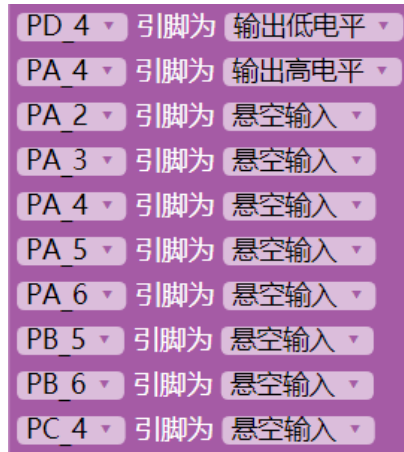 PD_4 引脚为 输出低电平
PA_4 引脚为 输出高电平
PA_2 引脚为 悬空输入
PA_3 引脚为 悬空输入
PA_4 引脚为 悬空输入
PA_5 引脚为 悬空输入
PA_6 引脚为 悬空输入
PB_5 引脚为 悬空输入
PB_6 引脚为 悬空输入
PC_4 引脚为 悬空输入